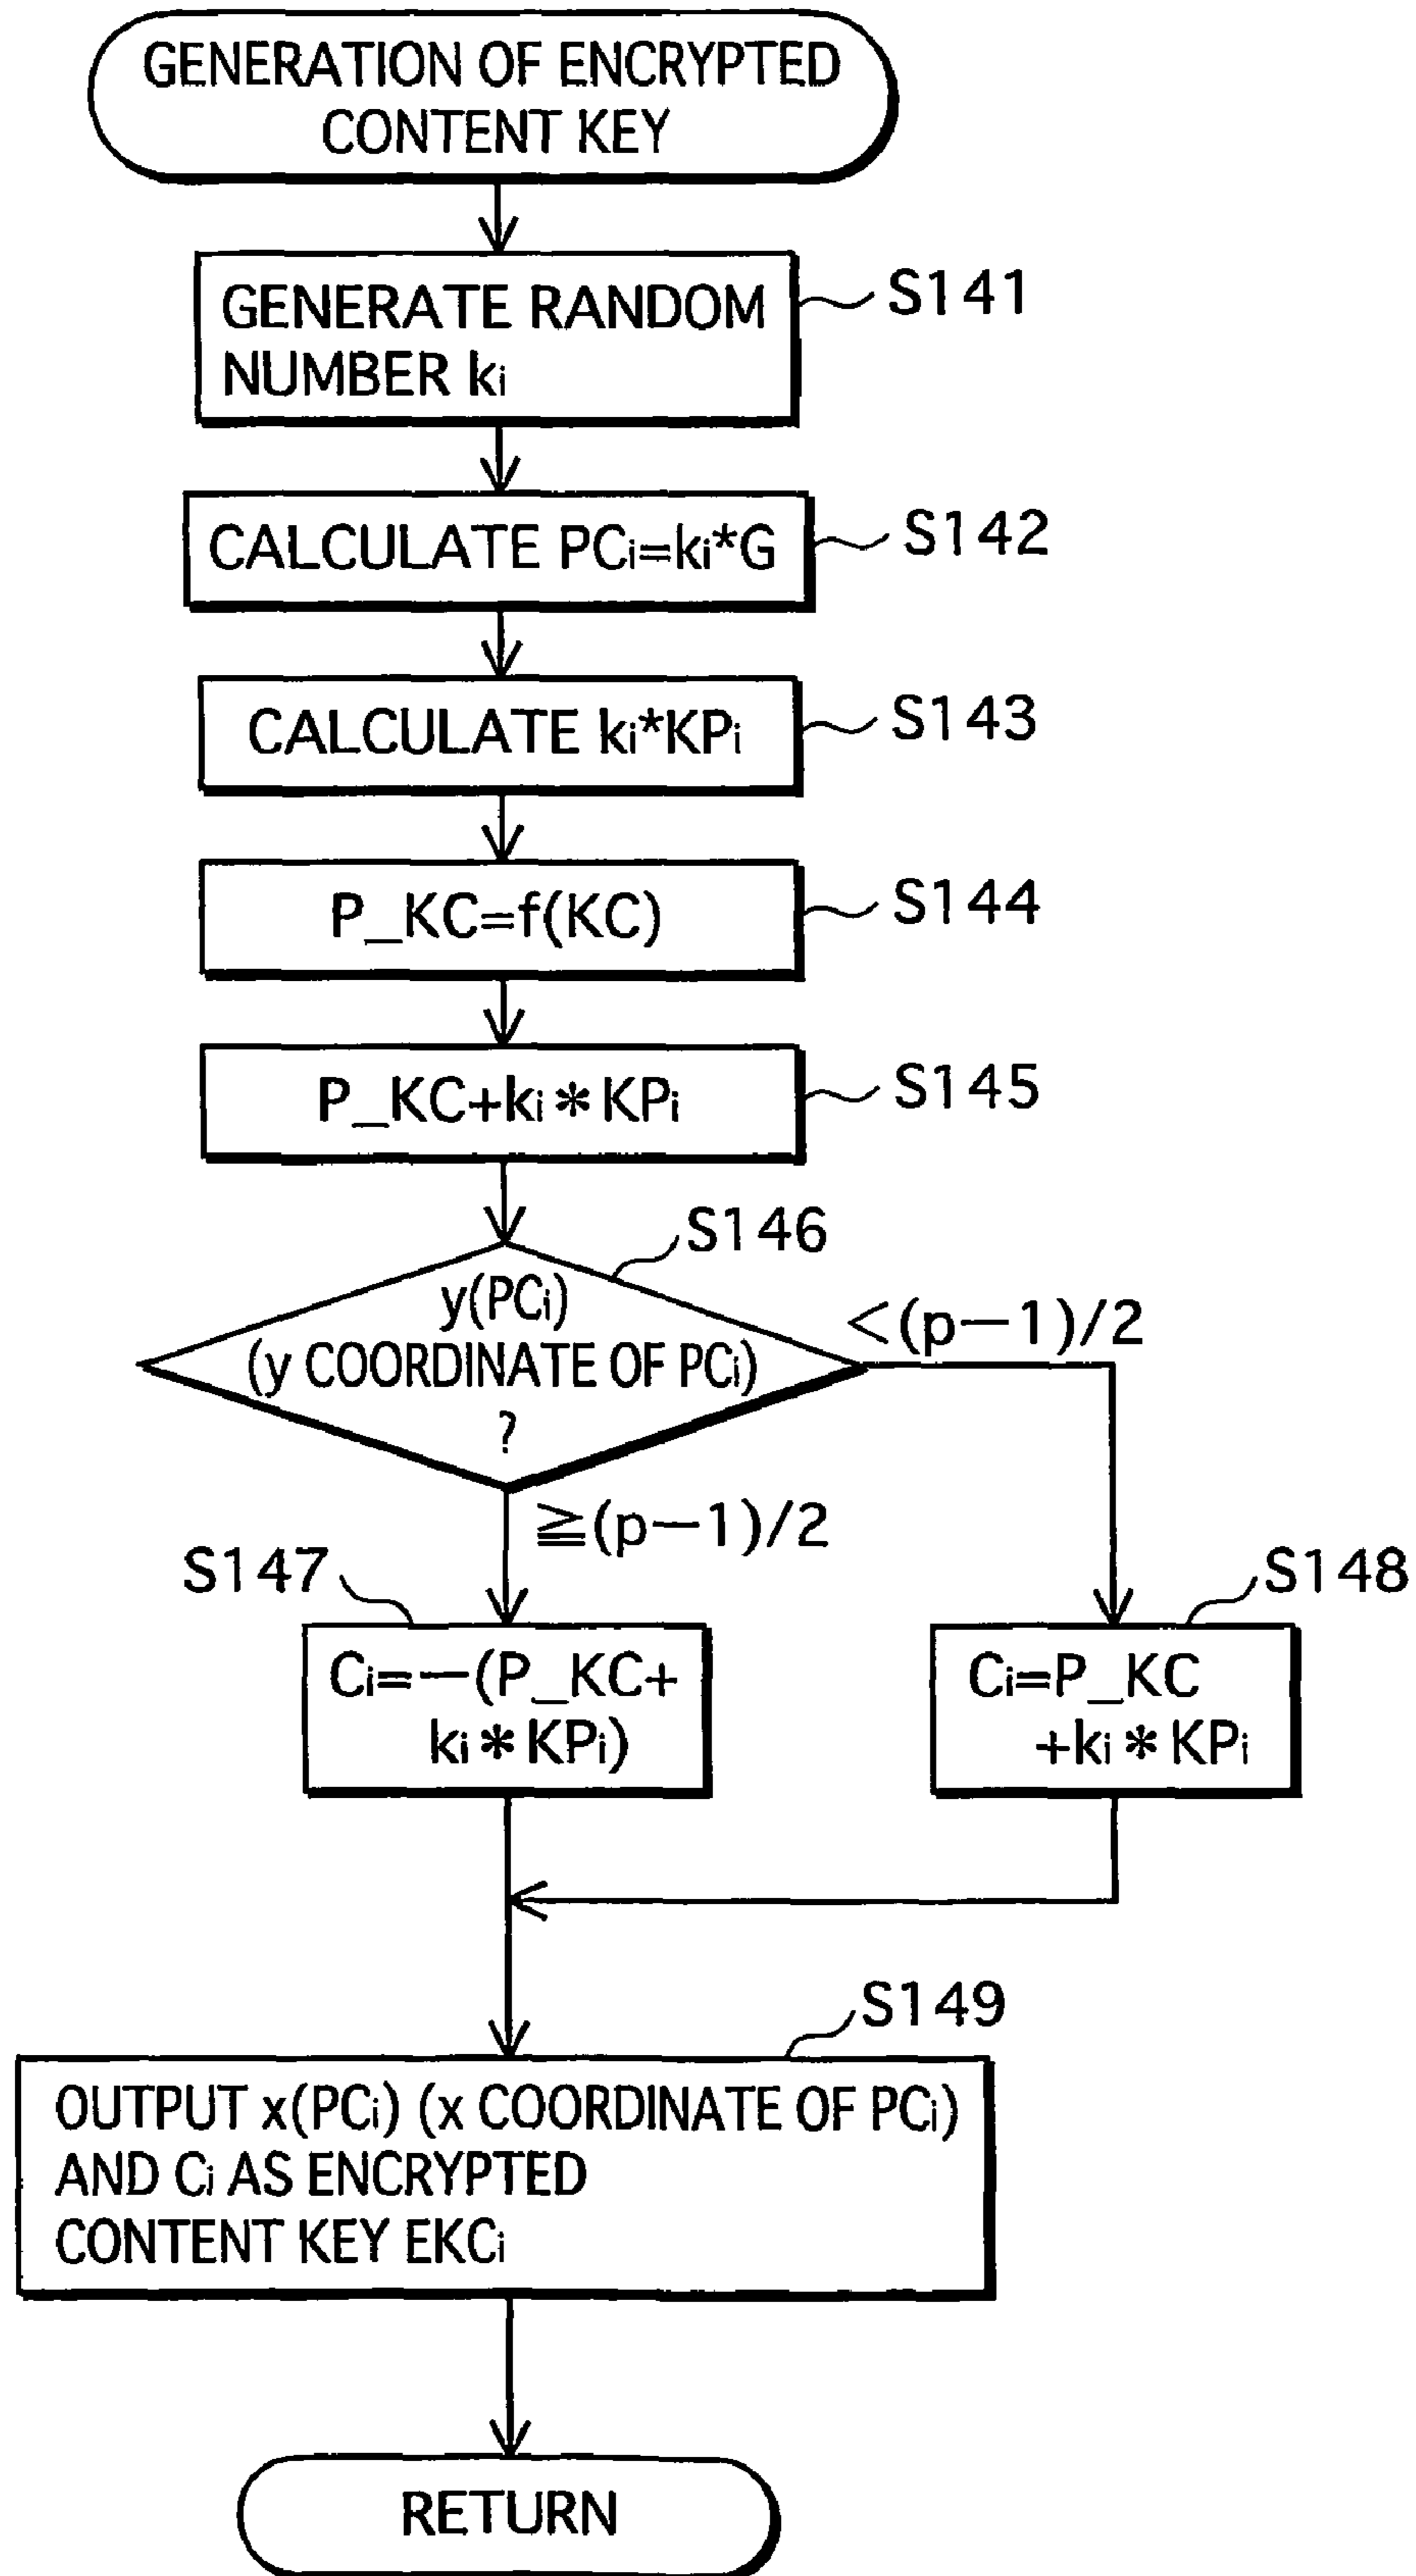 GENERATION OF ENCRYPTED
CONTENT KEY
GENERATE RANDOM
NUMBER ki
S141
CALCULATE PCi=ki*G
S142
CALCULATE ki*KPi
S143
P_KC=f(KC)
S144
P_KC+ki*KPi
S145
S146
y(PCi)
(y COORDINATE OF PCi)
?
<(p−1)/2
≧(p−1)/2
S147
Ci=−(P_KC+
ki*KPi)
S148
Ci=P_KC
+ki*KPi
S149
OUTPUT x(PCi) (x COORDINATE OF PCi)
AND Ci AS ENCRYPTED
CONTENT KEY EKCi
RETURN